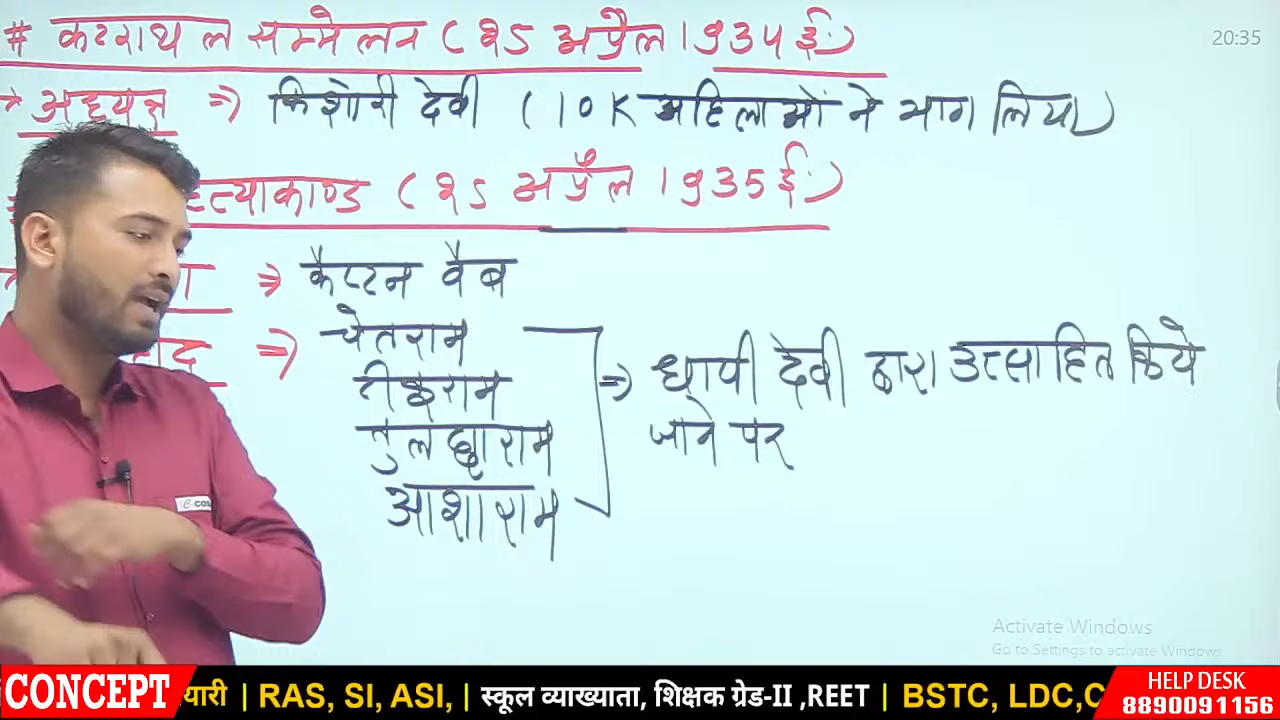 # कटराथल सम्मेलन (25 अप्रैल 1934 ई.)
20:35
अध्यक्ष ⇒ किशोरी देवी (10K महिलाओं ने भाग लिया)
हत्याकाण्ड (25 अप्रैल 1935 ई.)
⇒ कैप्टन वैब
⇒ चेतराम
टीकूराम
तुलछाराम
आशाराम
⇒ धापी देवी द्वारा उत्साहित किये
जाने पर
Activate Windows
Go to Settings to activate Windows.
CONCEPT यारी | RAS, SI, ASI, | स्कूल व्याख्याता, शिक्षक ग्रेड-II ,REET | BSTC, LDC,C
HELP DESK
8890091156